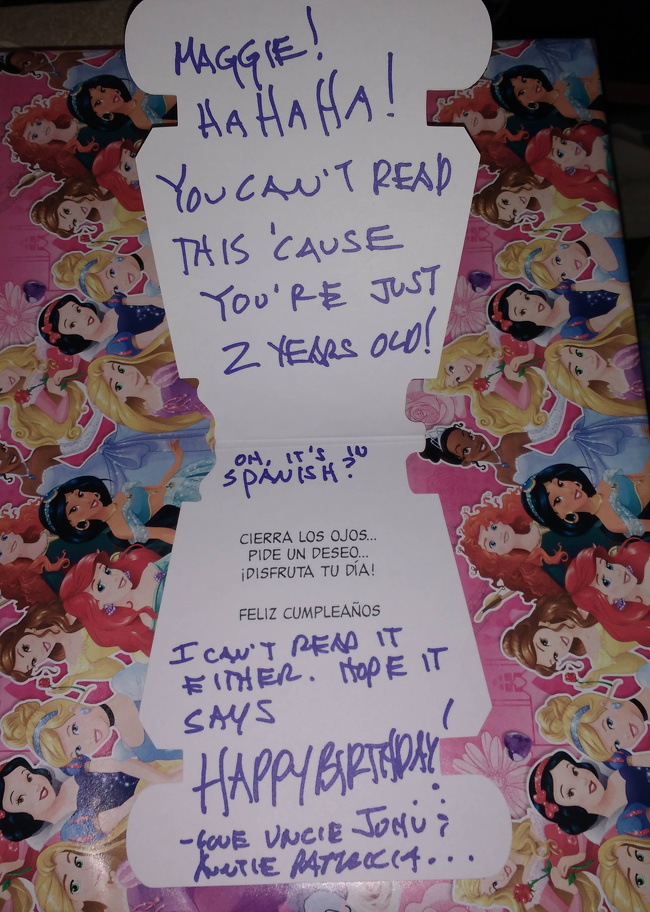 MAGGIE!
HAHAHA!
YOU CAN'T READ
THIS 'CAUSE
YOU'RE JUST
2 YEARS OLD!
OH, IT'S IN
SPANISH?
CIERRA LOS OJOS...
PIDE UN DESEO...
¡DISFRUTA TU DÍA!
FELIZ CUMPLEAÑOS
I CAN'T READ IT
EITHER. HOPE IT
SAYS
HAPPY BIRTHDAY!
-LOVE UNCLE JOHN &
AUNTIE PATRICIA...